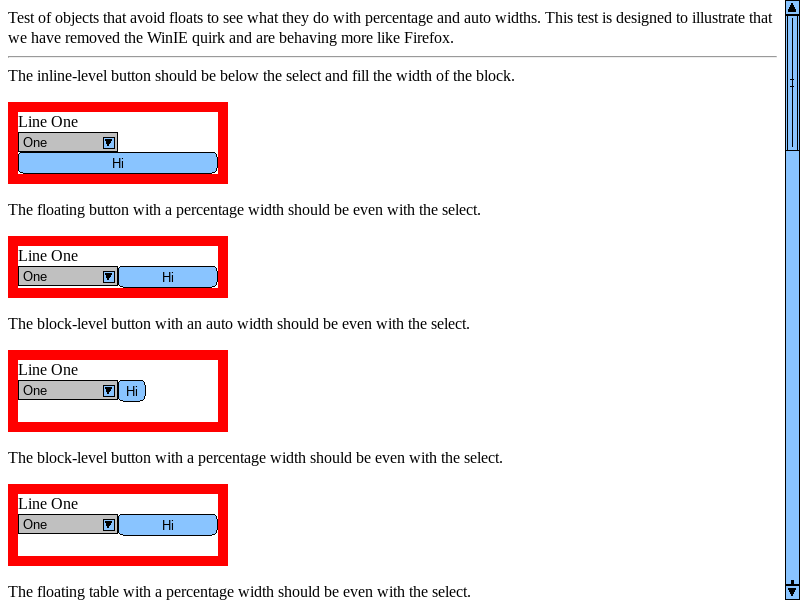 Test of objects that avoid floats to see what they do with percentage and auto widths. This test is designed to illustrate that
we have removed the WinIE quirk and are behaving more like Firefox.
The inline-level button should be below the select and fill the width of the block.
Line One
One
Hi
The floating button with a percentage width should be even with the select.
Line One
One Hi
The block-level button with an auto width should be even with the select.
Line One
One Hi
The block-level button with a percentage width should be even with the select.
Line One
One Hi
The floating table with a percentage width should be even with the select.